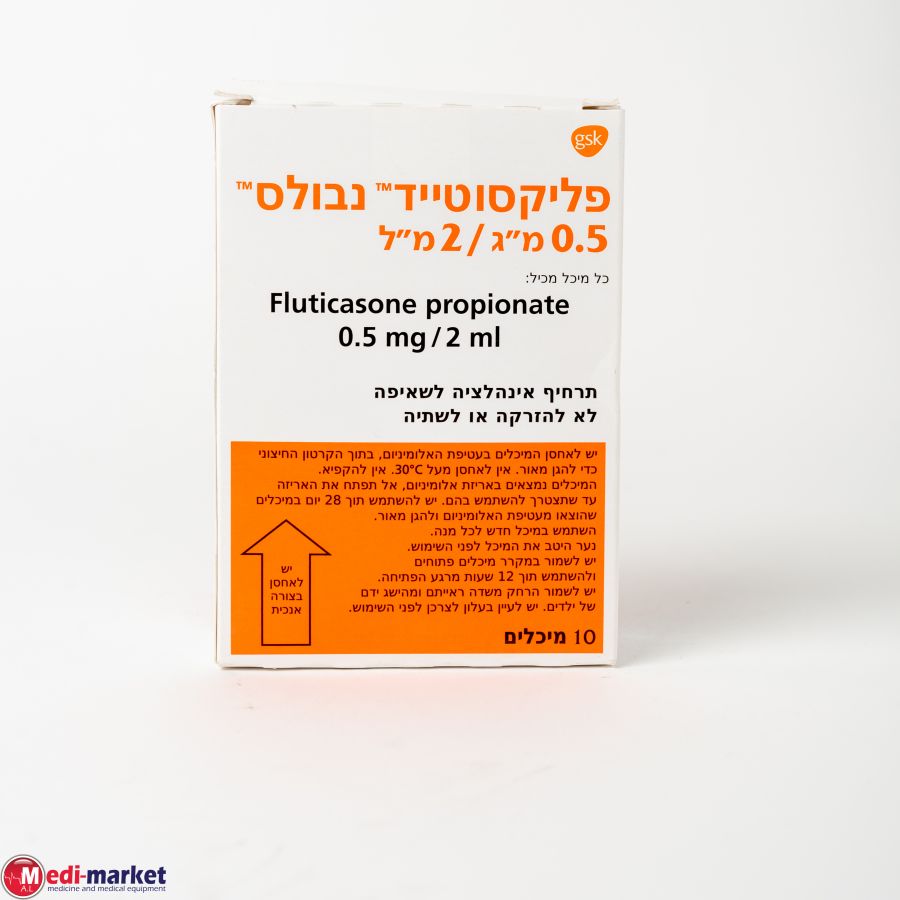 gsk
פליקסוטייד™ נבולס™
0.5 מ״ג / 2 מ״ל
כל מיכל מכיל:
Fluticasone propionate
0.5 mg / 2 ml
תרחיף אינהלציה לשאיפה
לא להזרקה או לשתיה
יש לאחסן המיכלים בעטיפת האלומיניום, בתוך הקרטון החיצוני
כדי להגן מאור. אין לאחסן מעל 30°C. אין להקפיא.
המיכלים נמצאים באריזת אלומיניום, אל תפתח את האריזה
עד שתצטרך להשתמש בהם. יש להשתמש תוך 28 יום במיכלים
שהוצאו מעטיפת האלומיניום ולהגן מאור.
השתמש במיכל חדש לכל מנה.
נער היטב את המיכל לפני השימוש.
יש לשמור במקרר מיכלים פתוחים
ולהשתמש תוך 12 שעות מרגע הפתיחה.
יש לשמור הרחק משדה ראייתם ומהישג ידם
של ילדים. יש לעיין בעלון לצרכן לפני השימוש.
יש
לאחסן
בצורה
אנכית
10 מיכלים
Medi-market
A.L
medicine and medical equipment